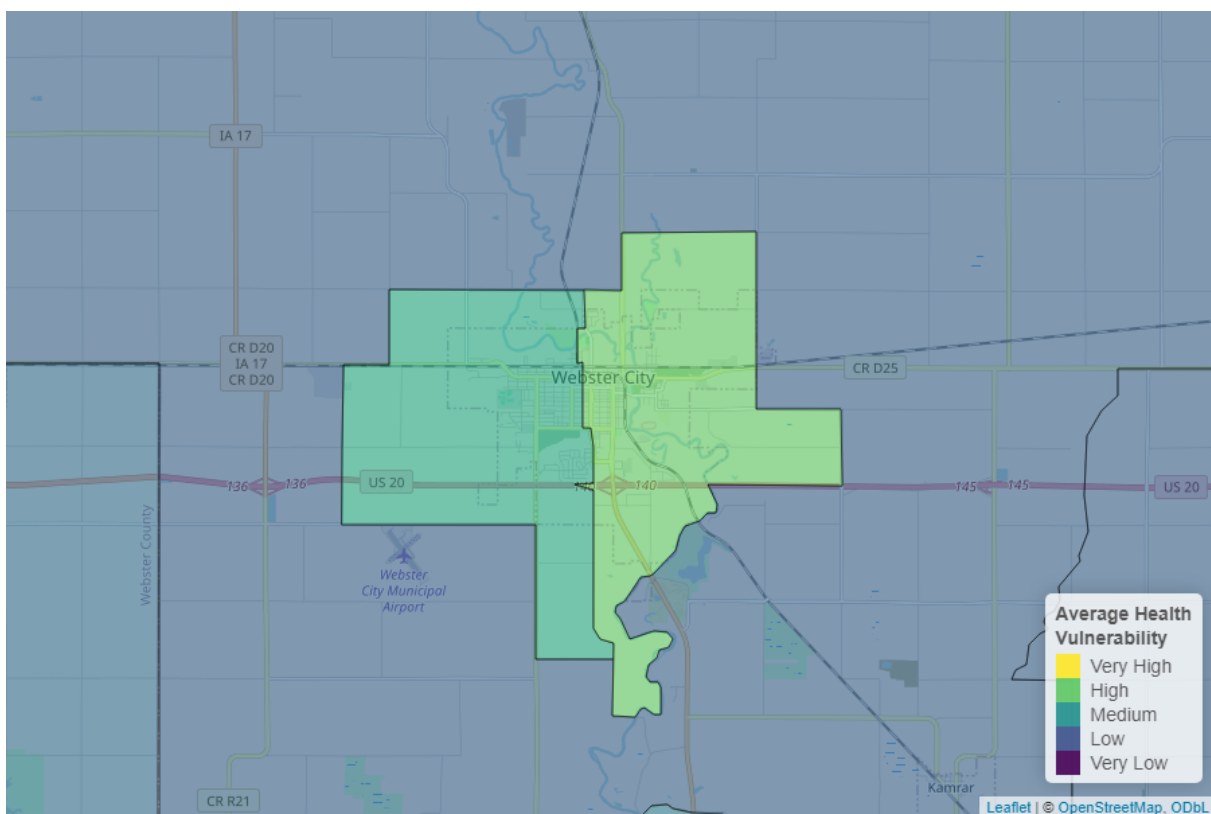 IA 17
CR D20
IA 17
CR D20
Webster City
CR D25
136
136
US 20
140
140
145
145
US 20
Webster County
Webster
City Municipal
Airport
Average Health
Vulnerability
Very High
High
Medium
Low
Very Low
Kamrar
CR R21
Leaflet | © OpenStreetMap, ODbL